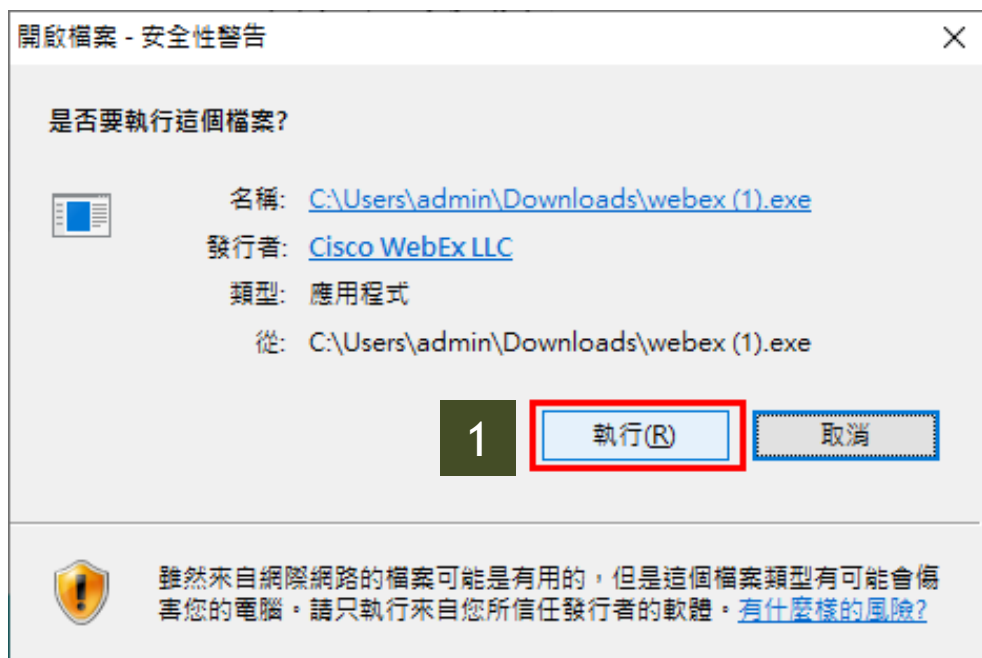 開啟檔案 - 安全性警告
是否要執行這個檔案?
名稱: C:\Users\admin\Downloads\webex (1).exe
發行者: Cisco WebEx LLC
類型: 應用程式
從: C:\Users\admin\Downloads\webex (1).exe
1 執行(R) 取消
雖然來自網際網路的檔案可能是有用的，但是這個檔案類型有可能會傷
害您的電腦。請只執行來自您所信任發行者的軟體。有什麼樣的風險?